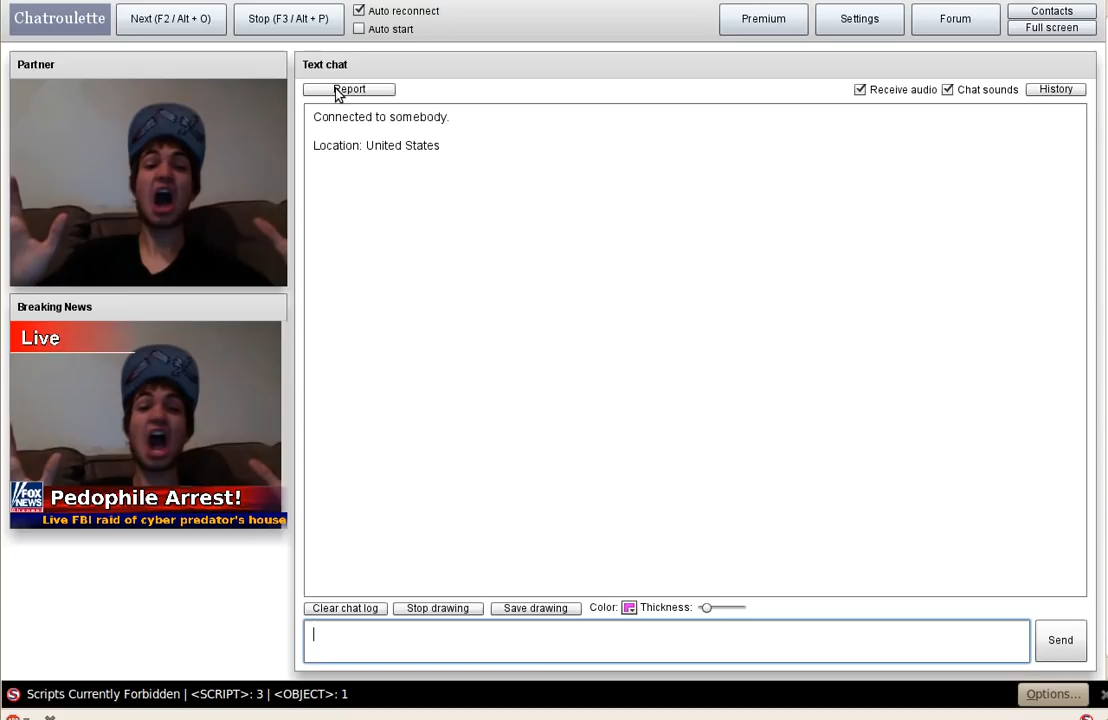 Chatroulette
Next (F2 / Alt + O)
Stop (F3 / Alt + P)
Auto reconnect
Auto start
Premium
Settings
Forum
Contacts
Full screen
Partner
Text chat
Report
Receive audio
Chat sounds
History
Connected to somebody.
Location: United States
Breaking News
Live
FOX
NEWS
Channel
Pedophile Arrest!
Live FBI raid of cyber predator's house
Clear chat log
Stop drawing
Save drawing
Color:
Thickness:
Send
Scripts Currently Forbidden | <SCRIPT>: 3 | <OBJECT>: 1
Options...